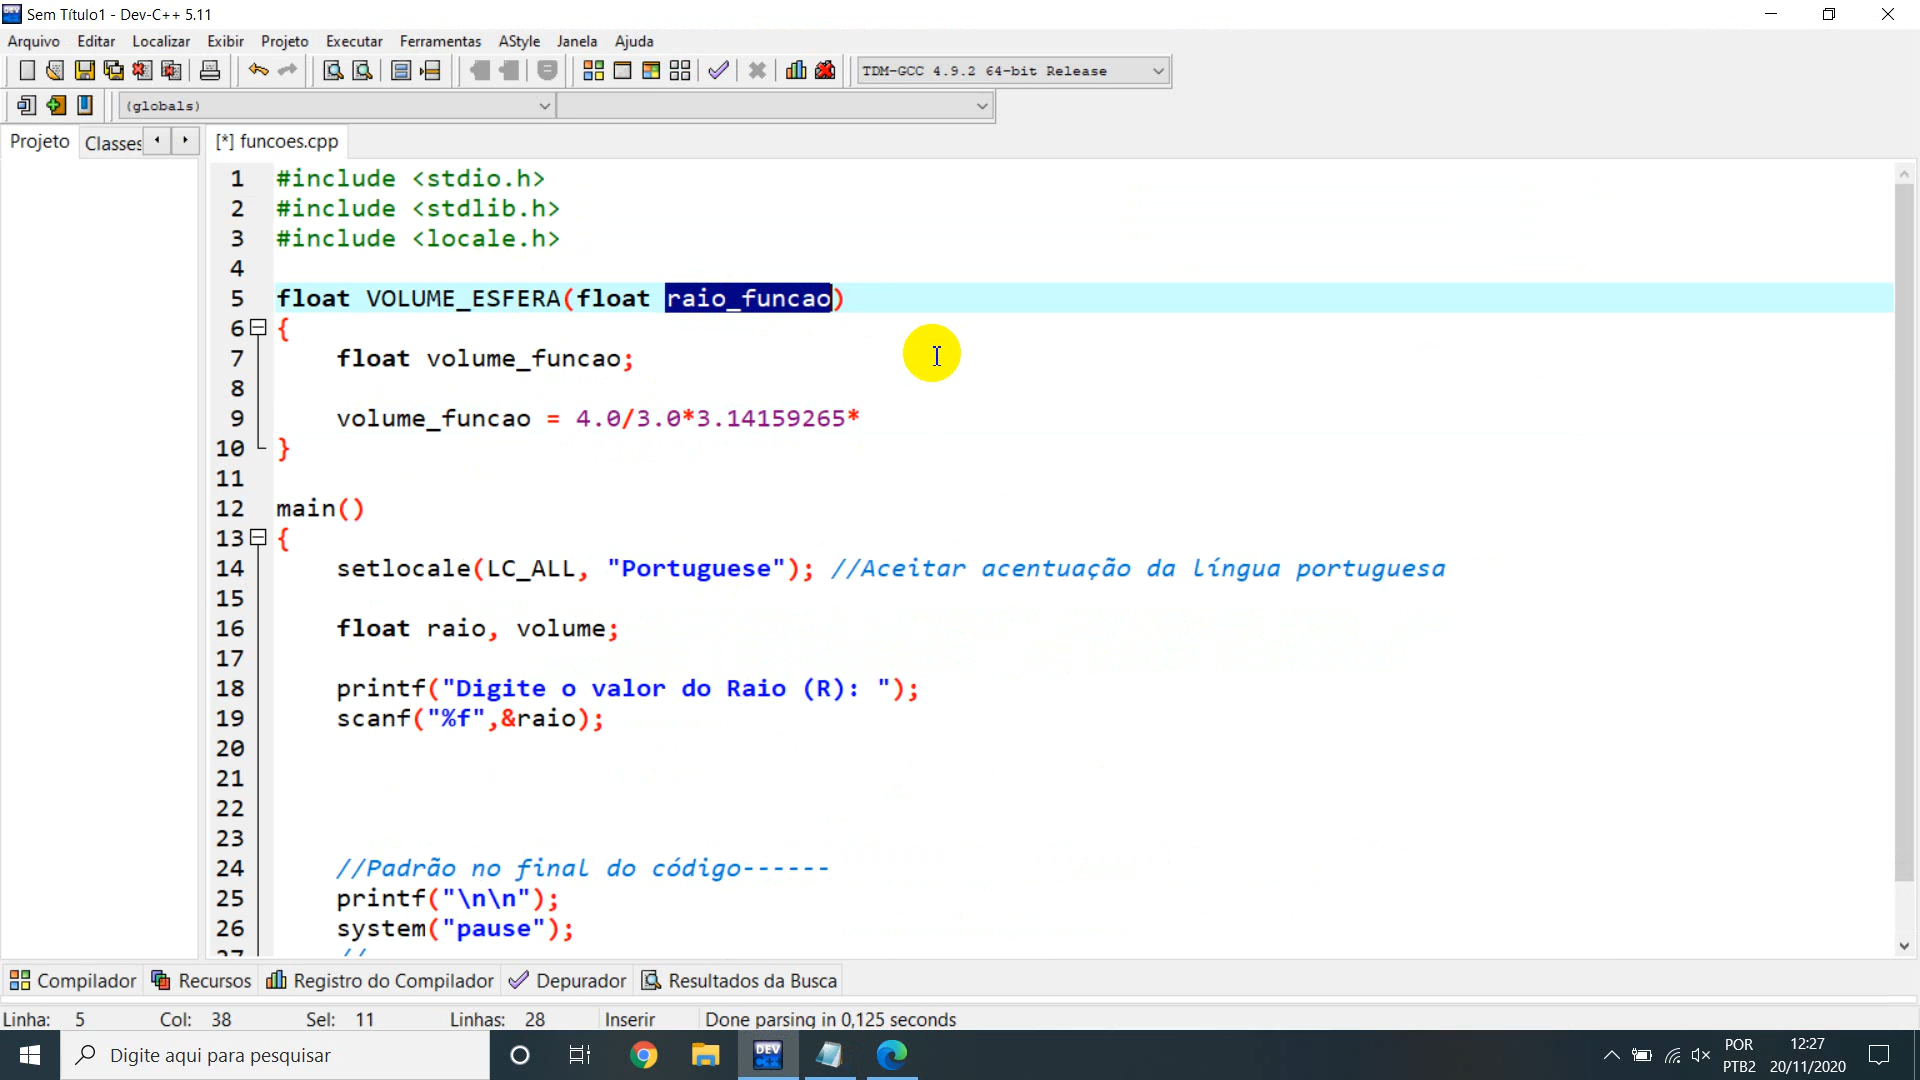 Sem Título1 - Dev-C++ 5.11
Arquivo Editar Localizar Exibir Projeto Executar Ferramentas AStyle Janela Ajuda
TDM-GCC 4.9.2 64-bit Release
(globals)
Projeto Classes [*] funcoes.cpp
1 #include <stdio.h>
2 #include <stdlib.h>
3 #include <locale.h>
4
5 float VOLUME_ESFERA(float raio_funcao)
6 {
7 float volume_funcao;
8
9 volume_funcao = 4.0/3.0*3.14159265*
10 }
11
12 main()
13 {
14 setlocale(LC_ALL, "Portuguese"); //Aceitar acentuação da língua portuguesa
15
16 float raio, volume;
17
18 printf("Digite o valor do Raio (R): ");
19 scanf("%f",&raio);
20
21
22
23
24 //Padrão no final do código------
25 printf("\n\n");
26 system("pause");
27 //
Compilador Recursos Registro do Compilador Depurador Resultados da Busca
Linha: 5 Col: 38 Sel: 11 Linhas: 28 Inserir Done parsing in 0,125 seconds
Digite aqui para pesquisar
DEV C++
POR 12:27
PTB2 20/11/2020